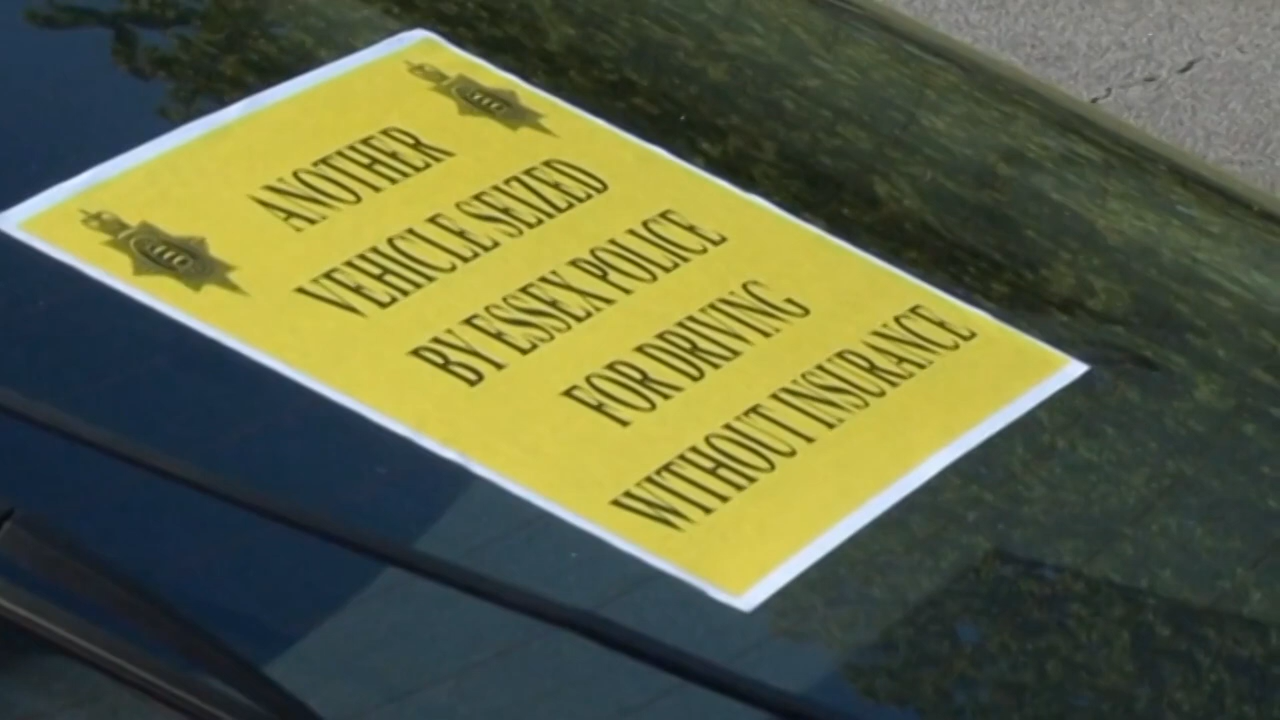 ANOTHER
VEHICLE SEIZED
BY ESSEX POLICE
FOR DRIVING
WITHOUT INSURANCE